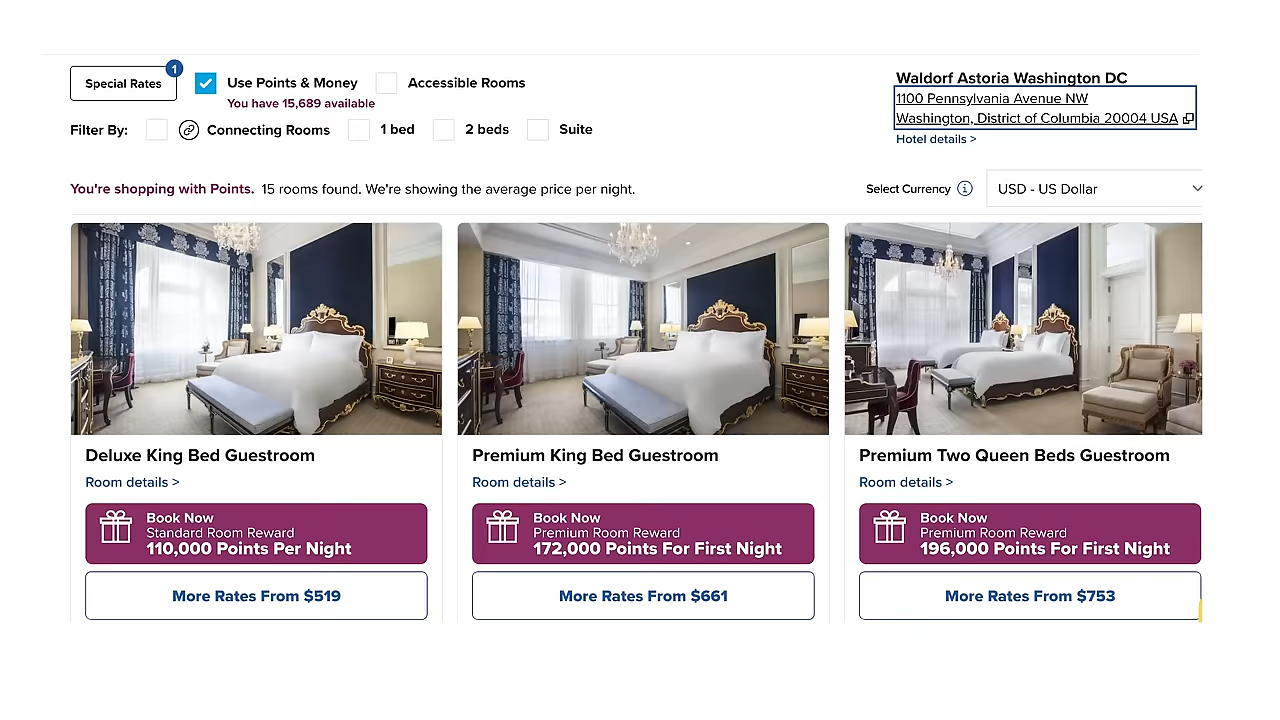 Special Rates
1
Use Points & Money
Accessible Rooms
You have 15,689 available
Filter By:
Connecting Rooms
1 bed
2 beds
Suite
Waldorf Astoria Washington DC
1100 Pennsylvania Avenue NW
Washington, District of Columbia 20004 USA
Hotel details >
You're shopping with Points. 15 rooms found. We're showing the average price per night.
Select Currency
USD - US Dollar
Deluxe King Bed Guestroom
Room details >
Book Now
Standard Room Reward
110,000 Points Per Night
More Rates From $519
Premium King Bed Guestroom
Room details >
Book Now
Premium Room Reward
172,000 Points For First Night
More Rates From $661
Premium Two Queen Beds Guestroom
Room details >
Book Now
Premium Room Reward
196,000 Points For First Night
More Rates From $753